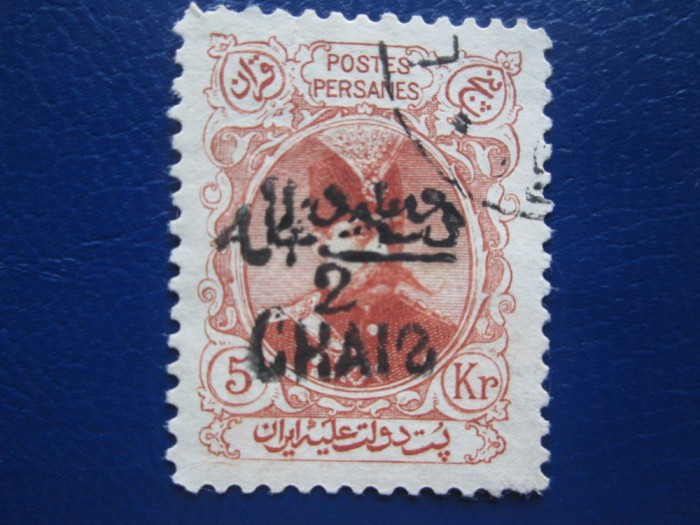 قران
POSTES
PERSANES
پنج
2
CHAIS
5
Kr
پست دولت علیهٔ ایران